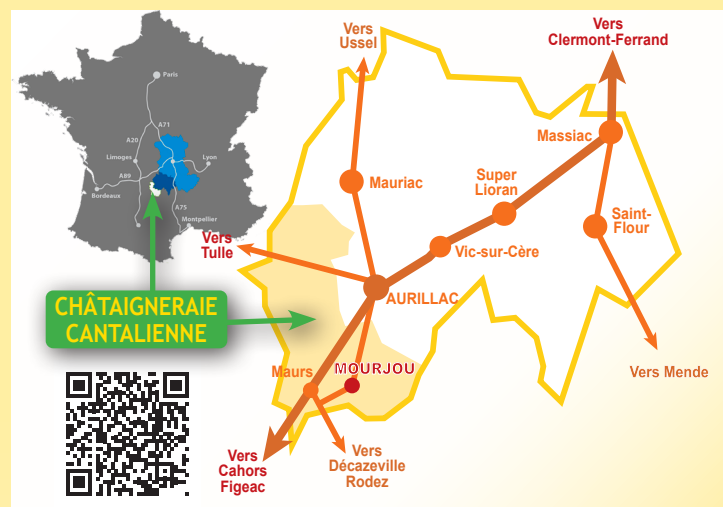 Paris
A71
A20
Limoges
Lyon
A89
Bordeaux
A75
Montpellier
CHÂTAIGNERAIE
CANTALIENNE
Vers
Ussel
Vers
Clermont-Ferrand
Massiac
Mauriac
Super
Lioran
Saint-
Flour
Vers
Tulle
Vic-sur-Cère
AURILLAC
Maurs
MOURJOU
Vers Mende
Vers
Cahors
Figeac
Vers
Décazeville
Rodez